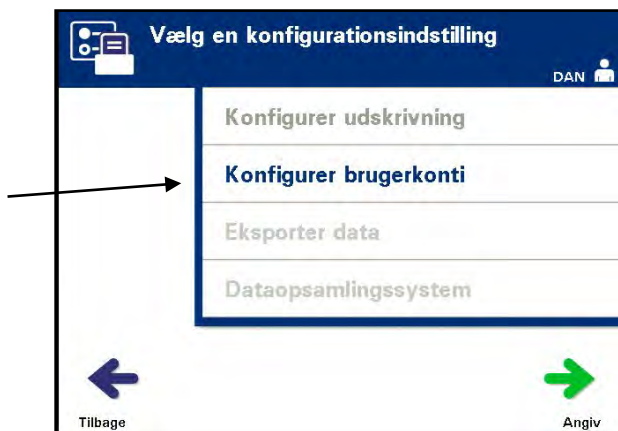 Vælg en konfigurationsindstilling
DAN
Konfigurer udskrivning
Konfigurer brugerkonti
Eksporter data
Dataopsamlingssystem
Tilbage
Angiv